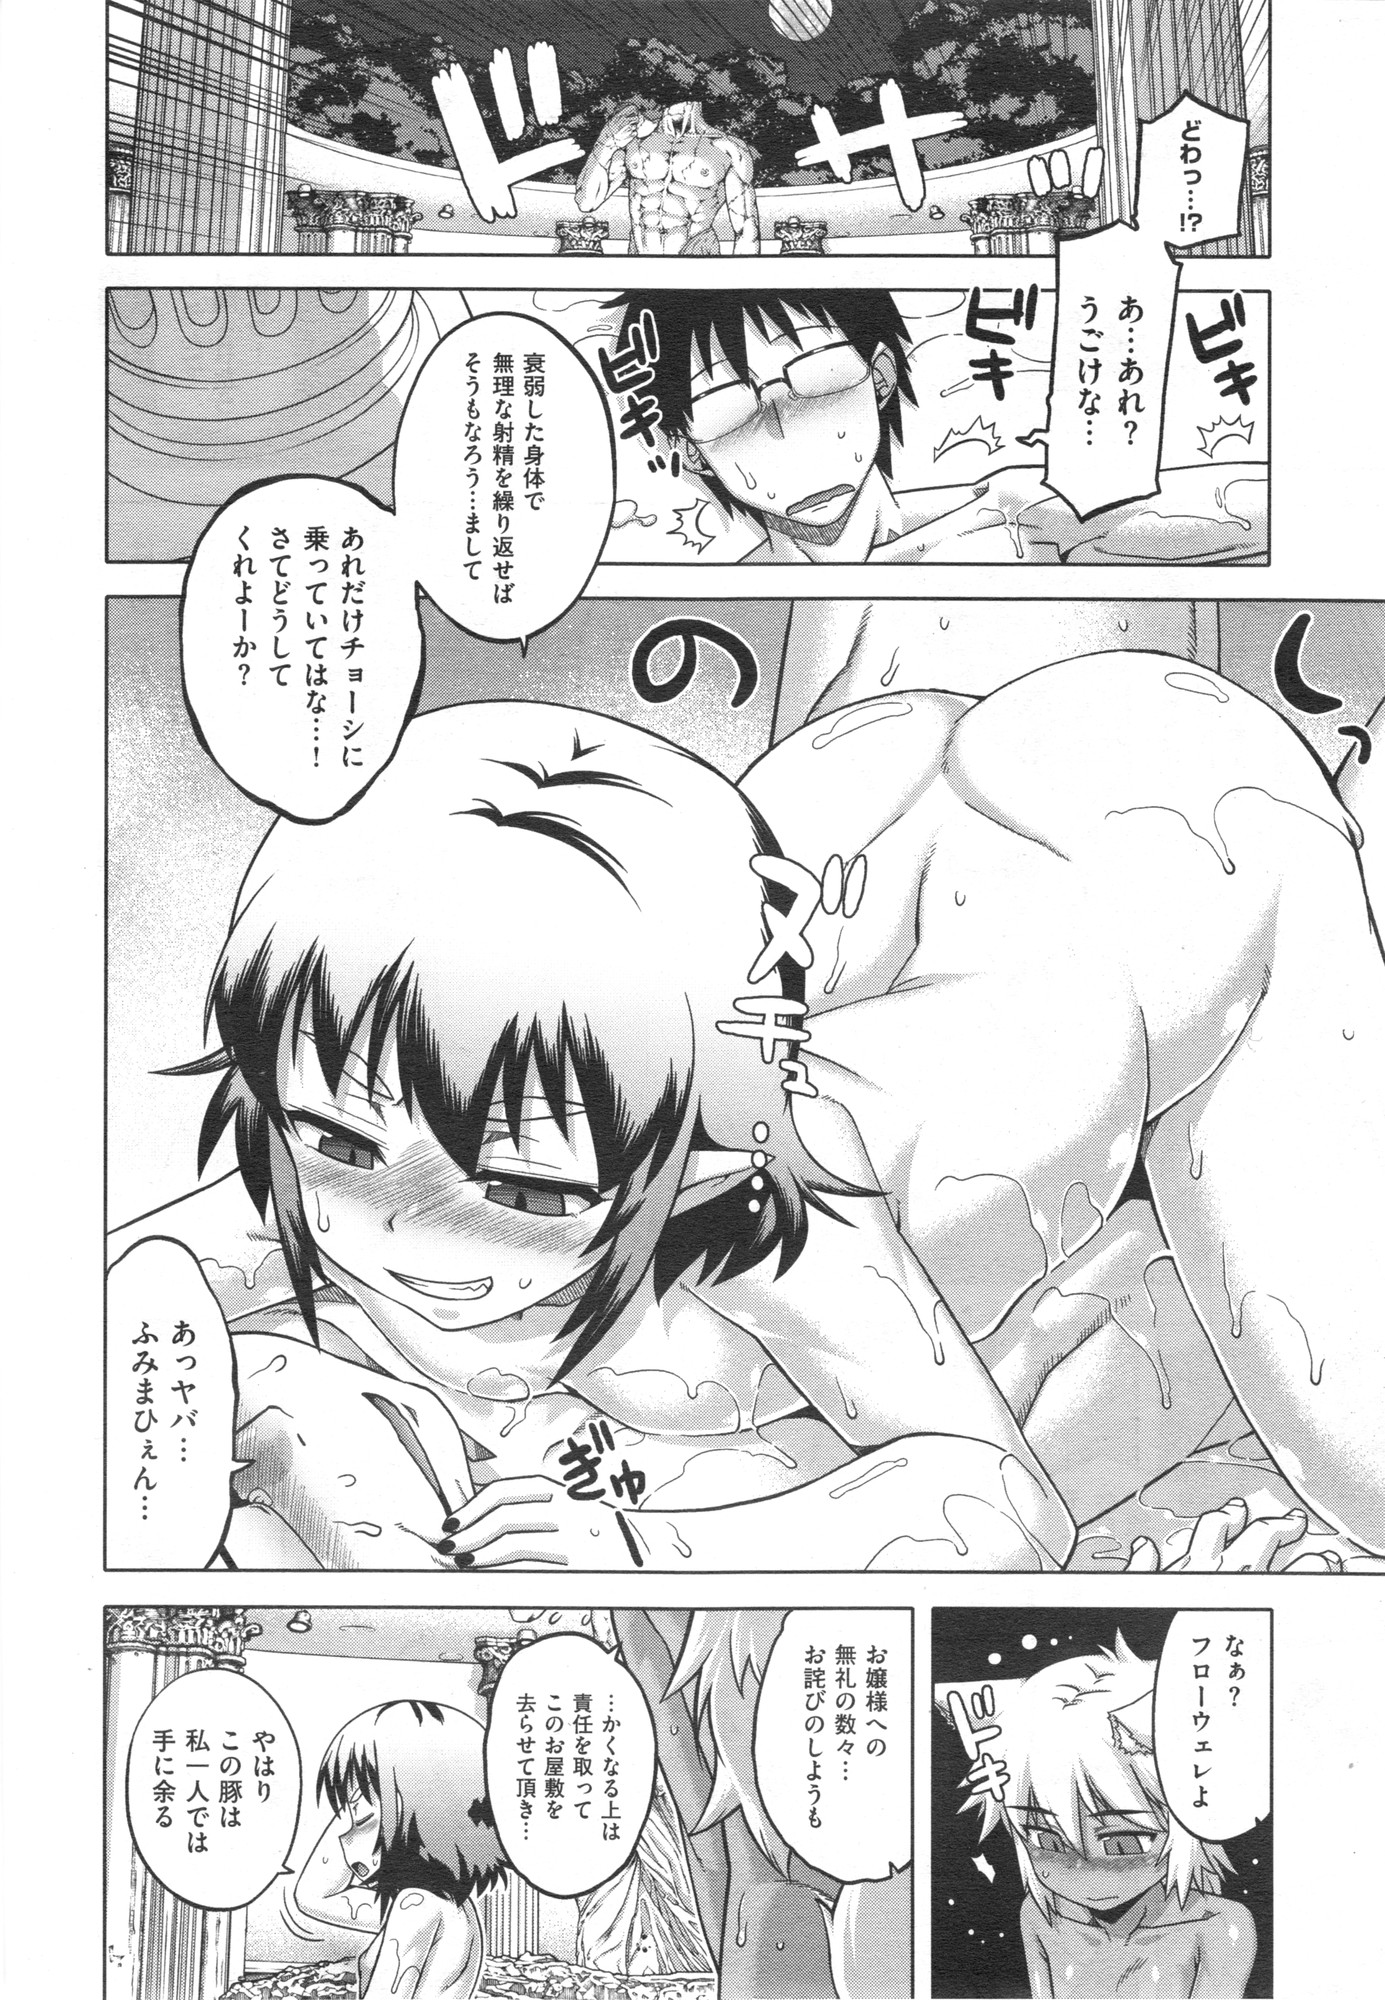 どわっ…!?
ドサッ
あ…あれ？
うごけな…
ビキ
ビキ
ビキッ
衰弱した身体で
無理な射精を繰り返せば
そうもなろう…まして
あれだけチョーシに
乗っていてはな…！
さてどうして
くれよーか？
のしっ
ヌメチュ
ぎゅー
あっヤバ…
ふみまひぇん…
なぁ？
フローウェレよ
ドキッ
お嬢様への
無礼の数々…
お詫びのしようも
…かくなる上は
責任を取って
このお屋敷を
去らせて頂き…
やはり
この豚は
私一人では
手に余る